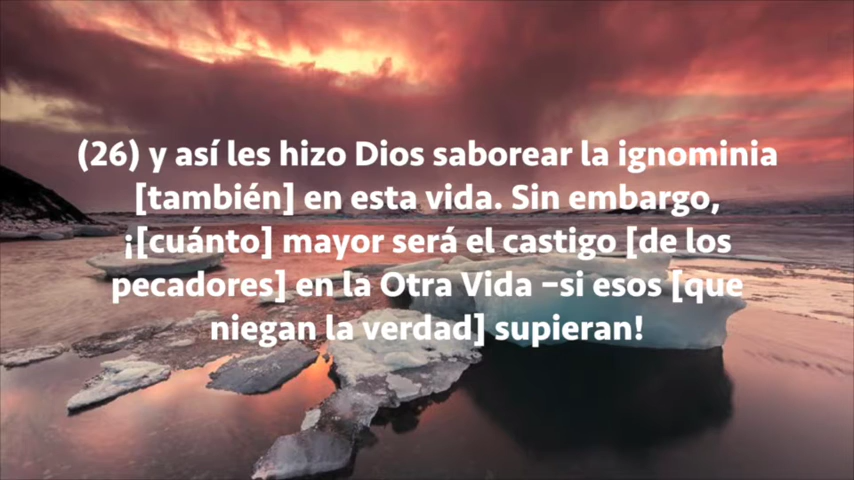 (26) y así les hizo Dios saborear la ignominia
[también] en esta vida. Sin embargo,
¡[cuánto] mayor será el castigo [de los
pecadores] en la Otra Vida –si esos [que
niegan la verdad] supieran!